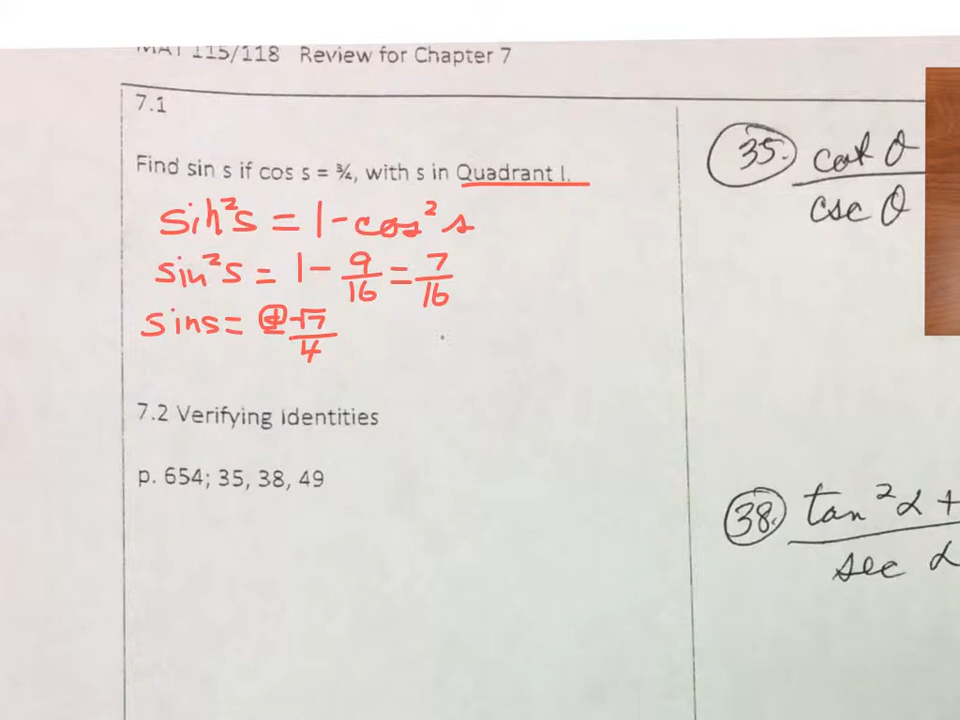 MAT 115/118 Review for Chapter 7
7.1
Find sin s if cos s = ¾, with s in Quadrant I.
sin²s = 1 - cos² s
sin²s = 1 - 9/16 = 7/16
sin s = ± √7/4
7.2 Verifying Identities
p. 654; 35, 38, 49
35. cot θ
csc θ
38. tan² α +
sec α